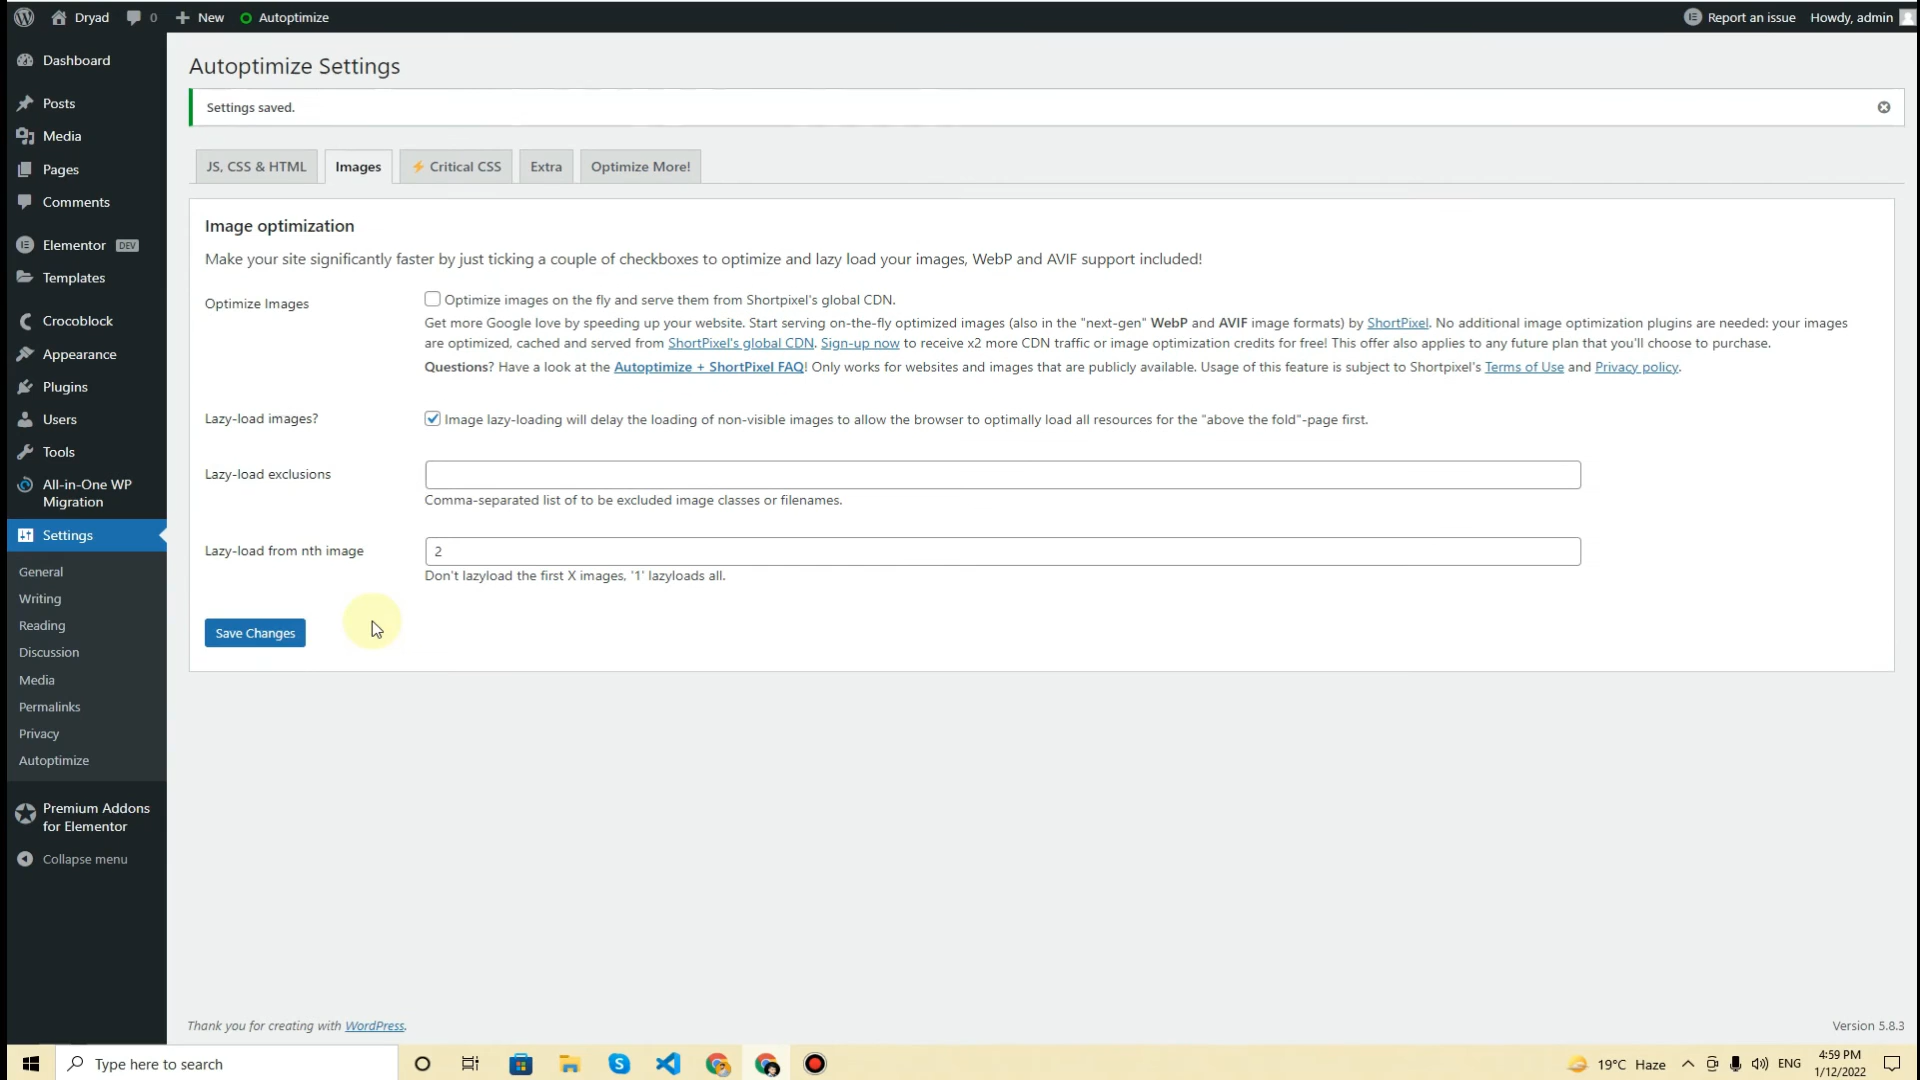 Dryad
0
New
Autoptimize
Report an issue
Howdy, admin
Dashboard
Posts
Media
Pages
Comments
Elementor DEV
Templates
Crocoblock
Appearance
Plugins
Users
Tools
All-in-One WP
Migration
Settings
General
Writing
Reading
Discussion
Media
Permalinks
Privacy
Autoptimize
Premium Addons
for Elementor
Collapse menu
Autoptimize Settings
Settings saved.
JS, CSS & HTML
Images
⚡ Critical CSS
Extra
Optimize More!
Image optimization
Make your site significantly faster by just ticking a couple of checkboxes to optimize and lazy load your images, WebP and AVIF support included!
Optimize Images
Optimize images on the fly and serve them from Shortpixel's global CDN.
Get more Google love by speeding up your website. Start serving on-the-fly optimized images (also in the "next-gen" WebP and AVIF image formats) by ShortPixel. No additional image optimization plugins are needed: your images
are optimized, cached and served from ShortPixel's global CDN. Sign-up now to receive x2 more CDN traffic or image optimization credits for free! This offer also applies to any future plan that you'll choose to purchase.
Questions? Have a look at the Autoptimize + ShortPixel FAQ! Only works for websites and images that are publicly available. Usage of this feature is subject to Shortpixel's Terms of Use and Privacy policy.
Lazy-load images?
Image lazy-loading will delay the loading of non-visible images to allow the browser to optimally load all resources for the "above the fold"-page first.
Lazy-load exclusions
Comma-separated list of to be excluded image classes or filenames.
Lazy-load from nth image
2
Don't lazyload the first X images, '1' lazyloads all.
Save Changes
Thank you for creating with WordPress.
Version 5.8.3
Type here to search
19°C Haze
ENG
4:59 PM
1/12/2022